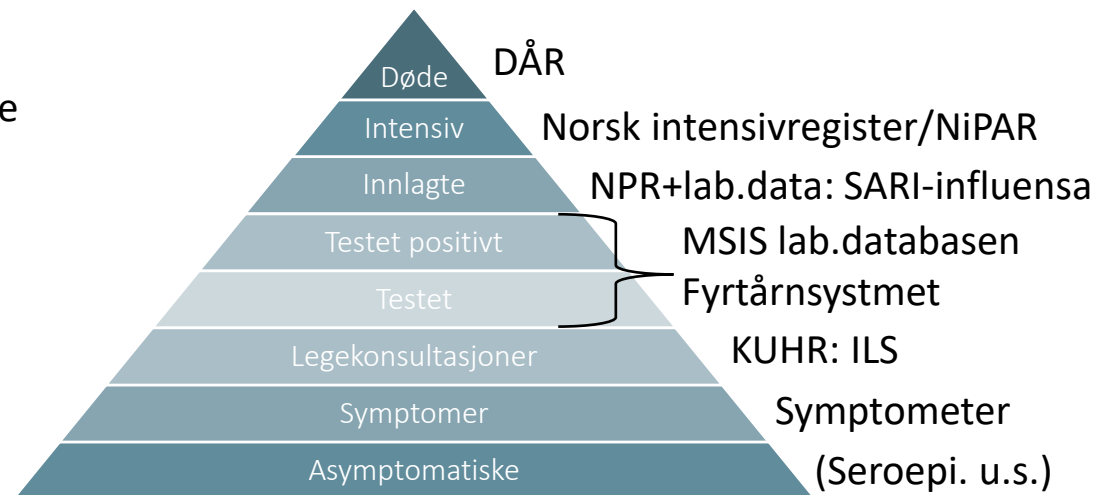 e
Døde
DÅR
Intensiv
Norsk intensivregister/NiPAR
Innlagte
NPR+lab.data: SARI-influensa
Testet positivt
MSIS lab.databasen
Testet
Fyrtårnsystmet
Legekonsultasjoner
KUHR: ILS
Symptomer
Symptometer
Asymptomatiske
(Seroepi. u.s.)